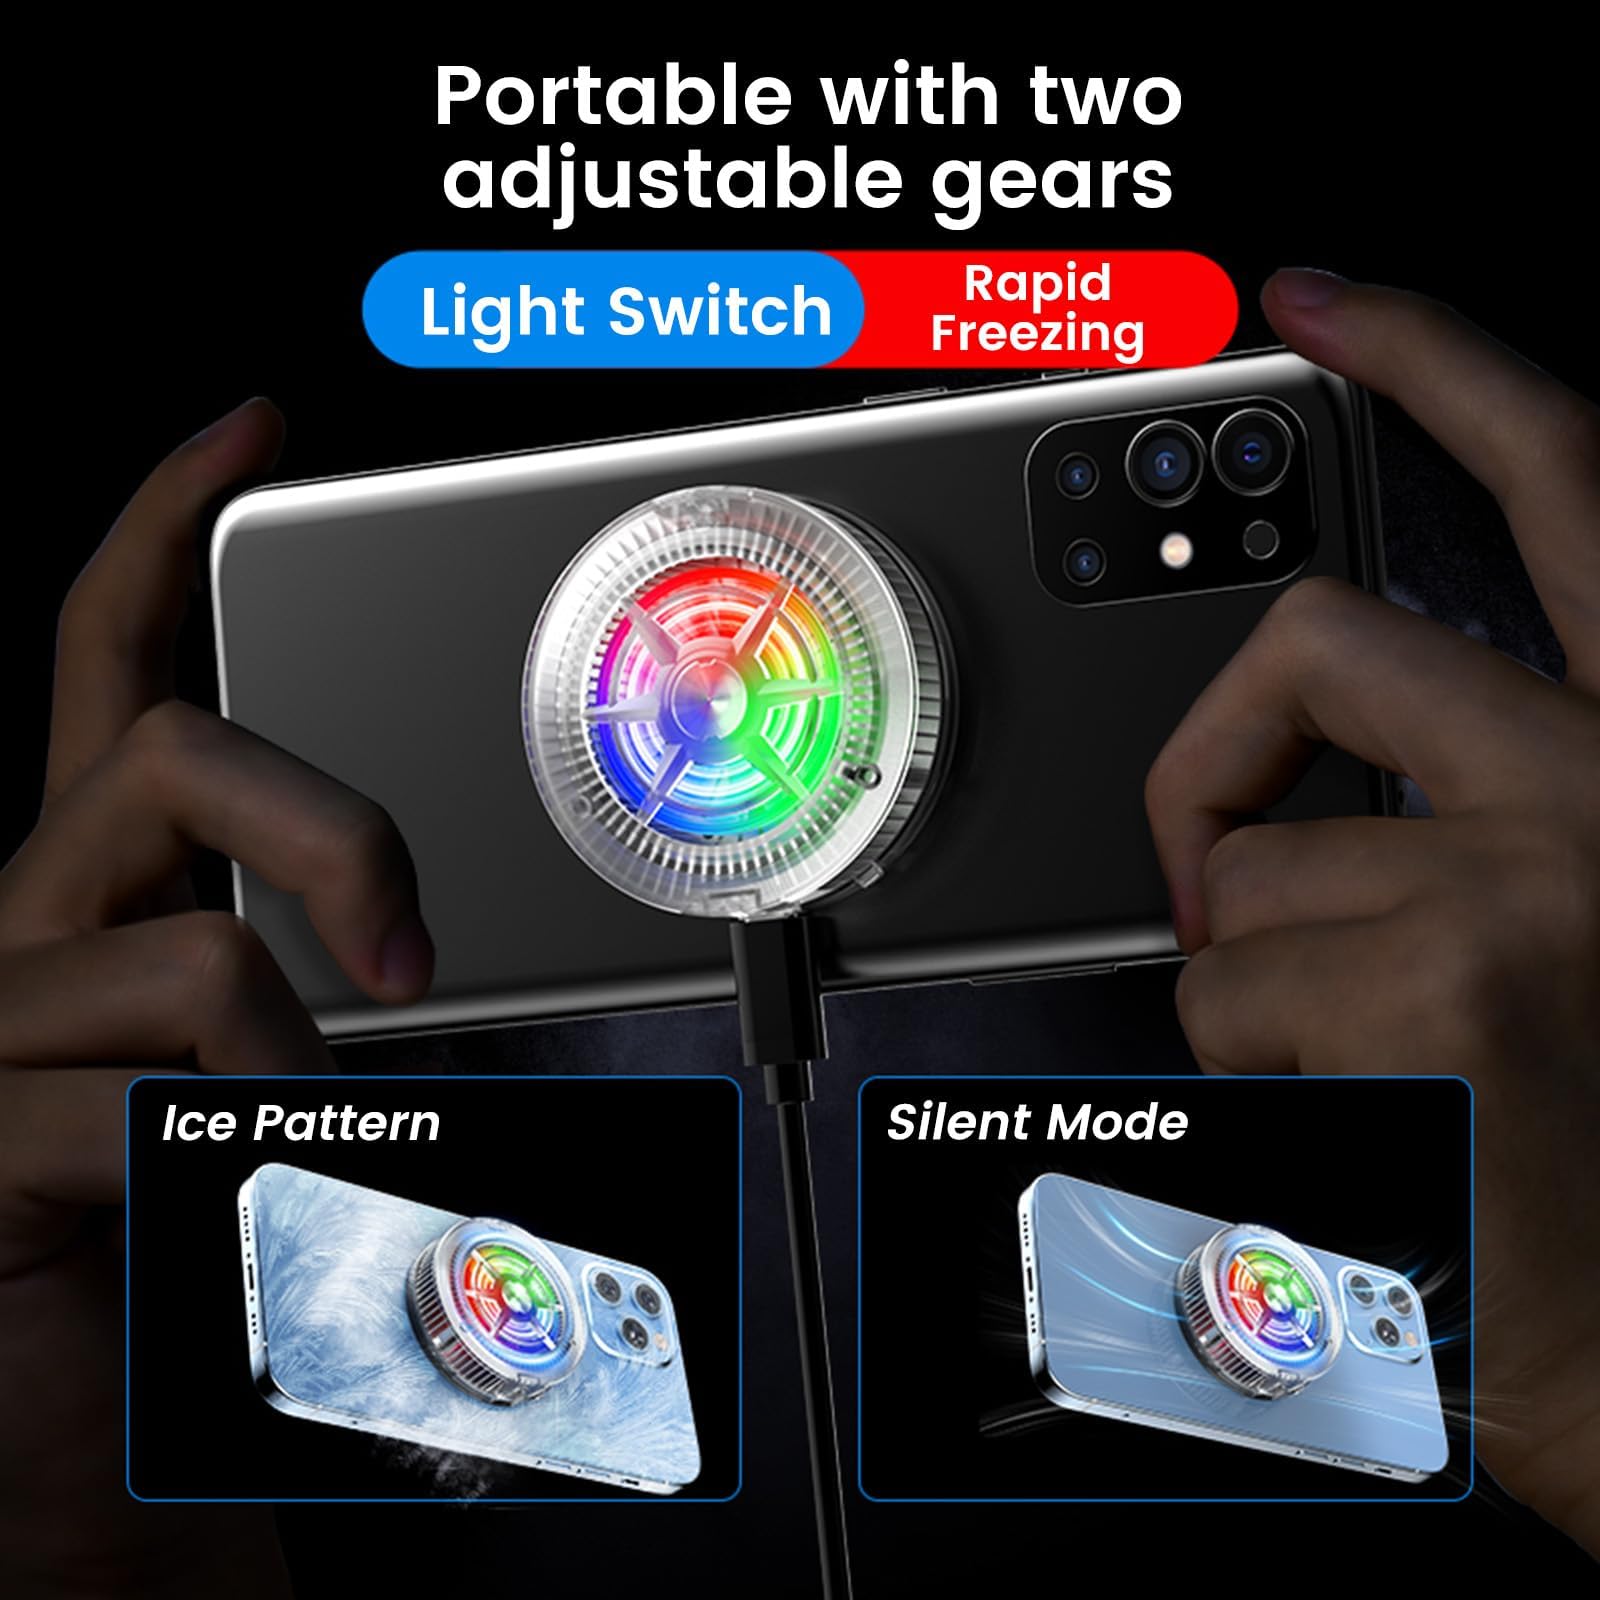 Portable with two
adjustable gears
Light Switch
Rapid
Freezing
Ice Pattern
Silent Mode